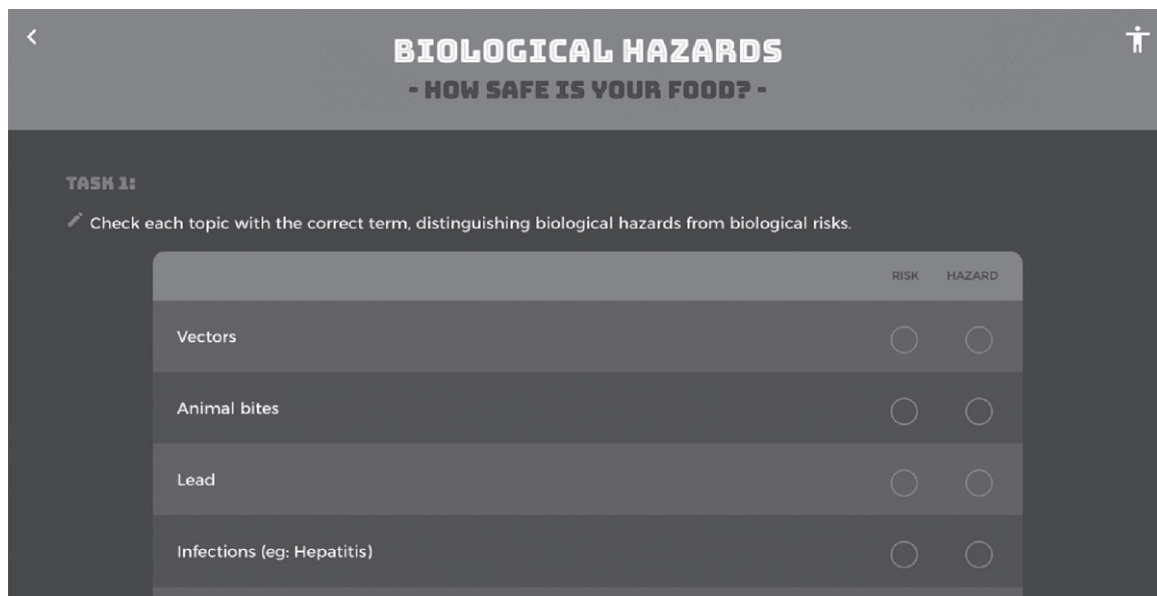 BIOLOGICAL HAZARDS
- HOW SAFE IS YOUR FOOD? -
TASK 1:
Check each topic with the correct term, distinguishing biological hazards from biological risks.
RISK HAZARD
Vectors
Animal bites
Lead
Infections (eg: Hepatitis)